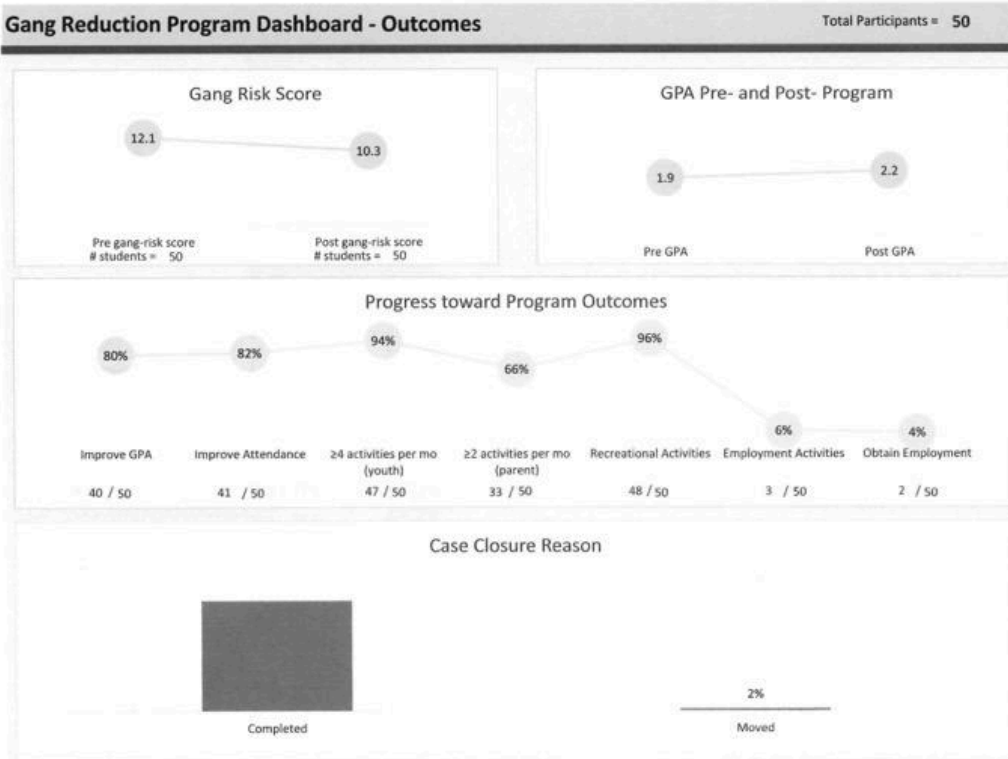 Gang Reduction Program Dashboard - Outcomes
Total Participants = 50
Gang Risk Score
12.1
10.3
Pre gang-risk score
# students = 50
Post gang-risk score
# students = 50
GPA Pre- and Post- Program
1.9
2.2
Pre GPA
Post GPA
Progress toward Program Outcomes
80%
82%
94%
66%
96%
6%
4%
Improve GPA
40 / 50
Improve Attendance
41 / 50
≥4 activities per mo
(youth)
47 / 50
≥2 activities per mo
(parent)
33 / 50
Recreational Activities
48 / 50
Employment Activities
3 / 50
Obtain Employment
2 / 50
Case Closure Reason
Completed
2%
Moved